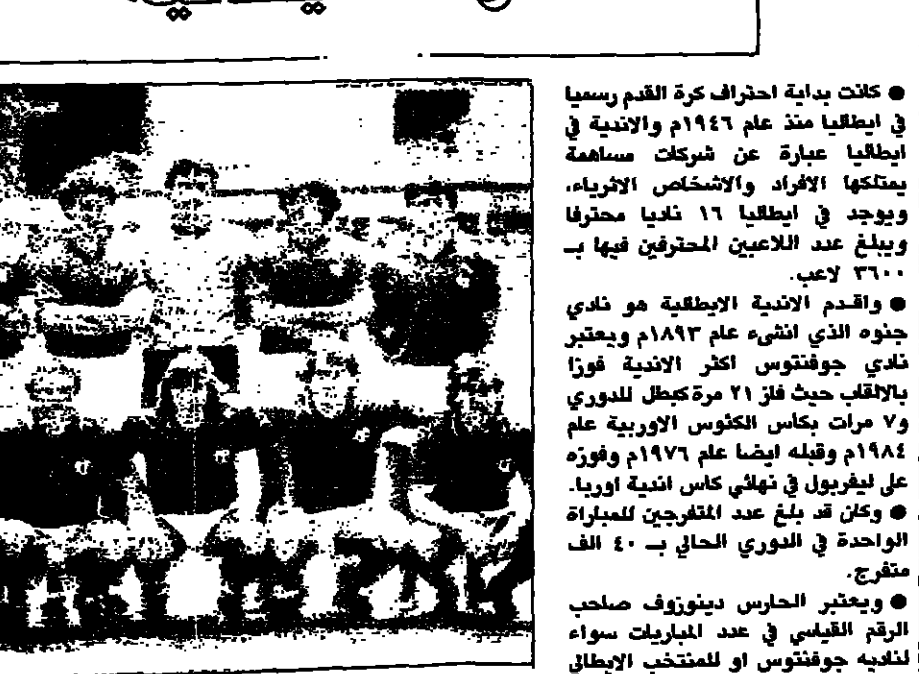 ● كانت بداية احتراف كرة القدم رسميا
في ايطاليا منذ عام ١٩٤٦م والاندية في
ايطاليا عبارة عن شركات مساهمة
يمتلكها الافراد والاشخاص الاثرياء،
ويوجد في ايطاليا ١٦ ناديا محترفا
ويبلغ عدد اللاعبين المحترفين فيها بـ
٣٦٠٠ لاعب.
● واقدم الاندية الايطالية هو نادي
جنوه الذي انشىء عام ١٨٩٣م ويعتبر
نادي جوفنتوس اكثر الاندية فوزا
بالالقاب حيث فاز ٢١ مرة كبطل للدوري
و٧ مرات بكاس الكئوس الاوربية عام
١٩٨٤م وقبله ايضا عام ١٩٧٦م وفوزه
على ليفربول في نهائي كاس اندية اوربا.
● وكان قد بلغ عدد المتفرجين للمباراة
الواحدة في الدوري الحالي بــ ٤٠ الف
متفرج.
● ويعتبر الحارس دينوزوف صاحب
الرقم القياسي في عدد المباريات سواء
لناديه جوفنتوس او للمنتخب الايطالي